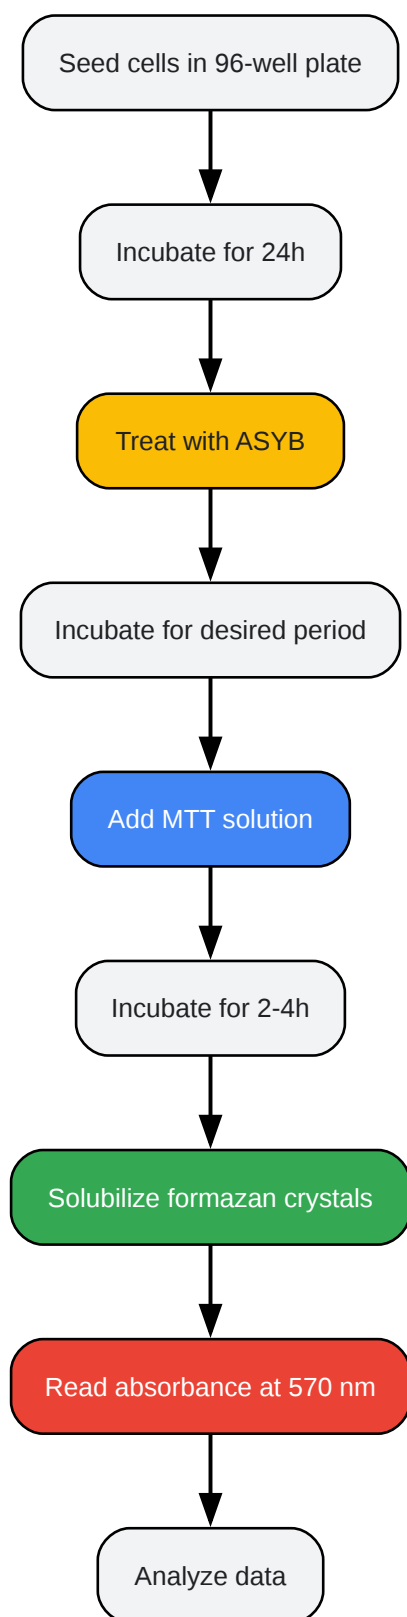 Seed cells in 96-well plate
Incubate for 24h
Treat with ASYB
Incubate for desired period
Add MTT solution
Incubate for 2-4h
Solubilize formazan crystals
Read absorbance at 570 nm
Analyze data